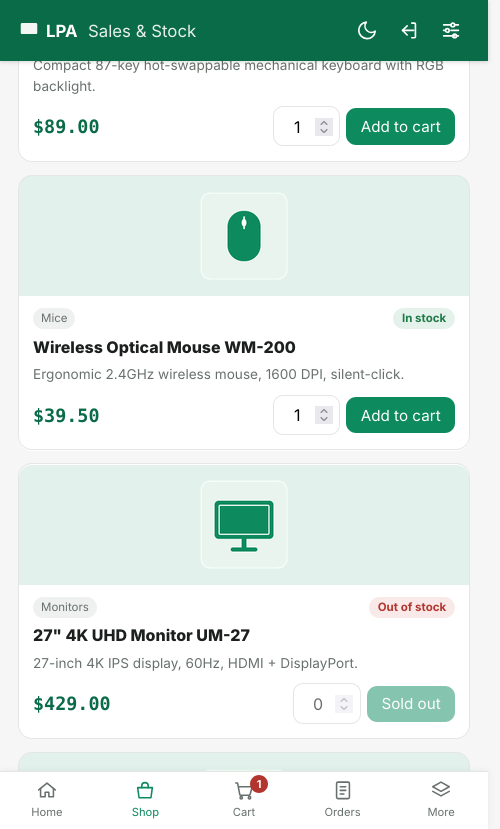 LPA Sales & Stock
Compact 87-key hot-swappable mechanical keyboard with RGB
backlight.
$89.00 1 Add to cart
Mice In stock
Wireless Optical Mouse WM-200
Ergonomic 2.4GHz wireless mouse, 1600 DPI, silent-click.
$39.50 1 Add to cart
Monitors Out of stock
27" 4K UHD Monitor UM-27
27-inch 4K IPS display, 60Hz, HDMI + DisplayPort.
$429.00 0 Sold out
1
Home Shop Cart Orders More